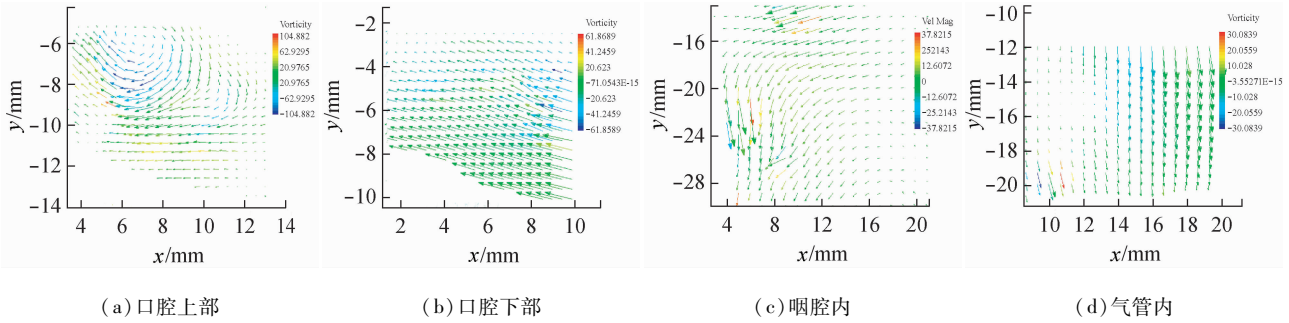 Vorticity
104.882
62.9295
20.9765
20.9765
-62.9295
-104.882
-6
-8
-10
-12
-14
y/mm
4 6 8 10 12 14
x/mm
(a)口腔上部
Vorticity
61.8689
41.2459
20.623
-71.0543E-15
-20.623
-41.2459
-61.8589
-2
-4
-6
-8
-10
y/mm
2 4 6 8 10
x/mm
(b)口腔下部
Vel Mag
37.8215
252143
12.6072
0
-12.6072
-25.2143
-37.8215
-16
-20
-24
-28
y/mm
4 8 12 16 20
x/mm
(c)咽腔内
Vorticity
30.0839
20.0559
10.028
-3.55271E-15
-10.028
-20.0559
-30.0839
-10
-12
-14
-16
-18
-20
y/mm
10 12 14 16 18 20
x/mm
(d)气管内